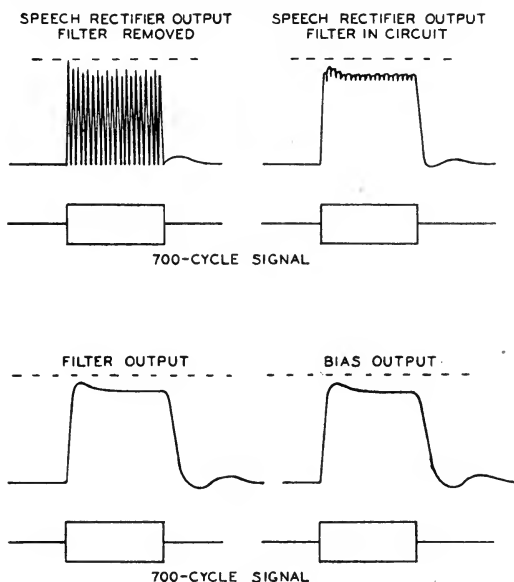 SPEECH RECTIFIER OUTPUT
FILTER REMOVED
SPEECH RECTIFIER OUTPUT
FILTER IN CIRCUIT
700-CYCLE SIGNAL
FILTER OUTPUT
BIAS OUTPUT
700-CYCLE SIGNAL